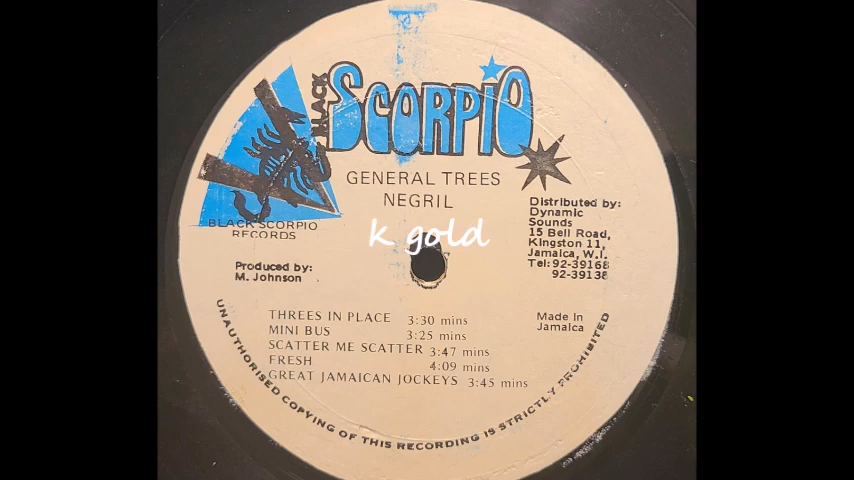 BLACK
SCORPIO
GENERAL TREES
NEGRIL
BLACK SCORPIO
RECORDS
k gold
Distributed by:
Dynamic
Sounds
15 Bell Road,
Kingston 11,
Jamaica, W.I.
Tel: 92-39168
92-39138
Produced by:
M. Johnson
THREES IN PLACE 3:30 mins
MINI BUS 3:25 mins
SCATTER ME SCATTER 3:47 mins
FRESH 4:09 mins
GREAT JAMAICAN JOCKEYS 3:45 mins
Made In
Jamaica
UNAUTHORISED COPYING OF THIS RECORDING IS STRICTLY PROHIBITED